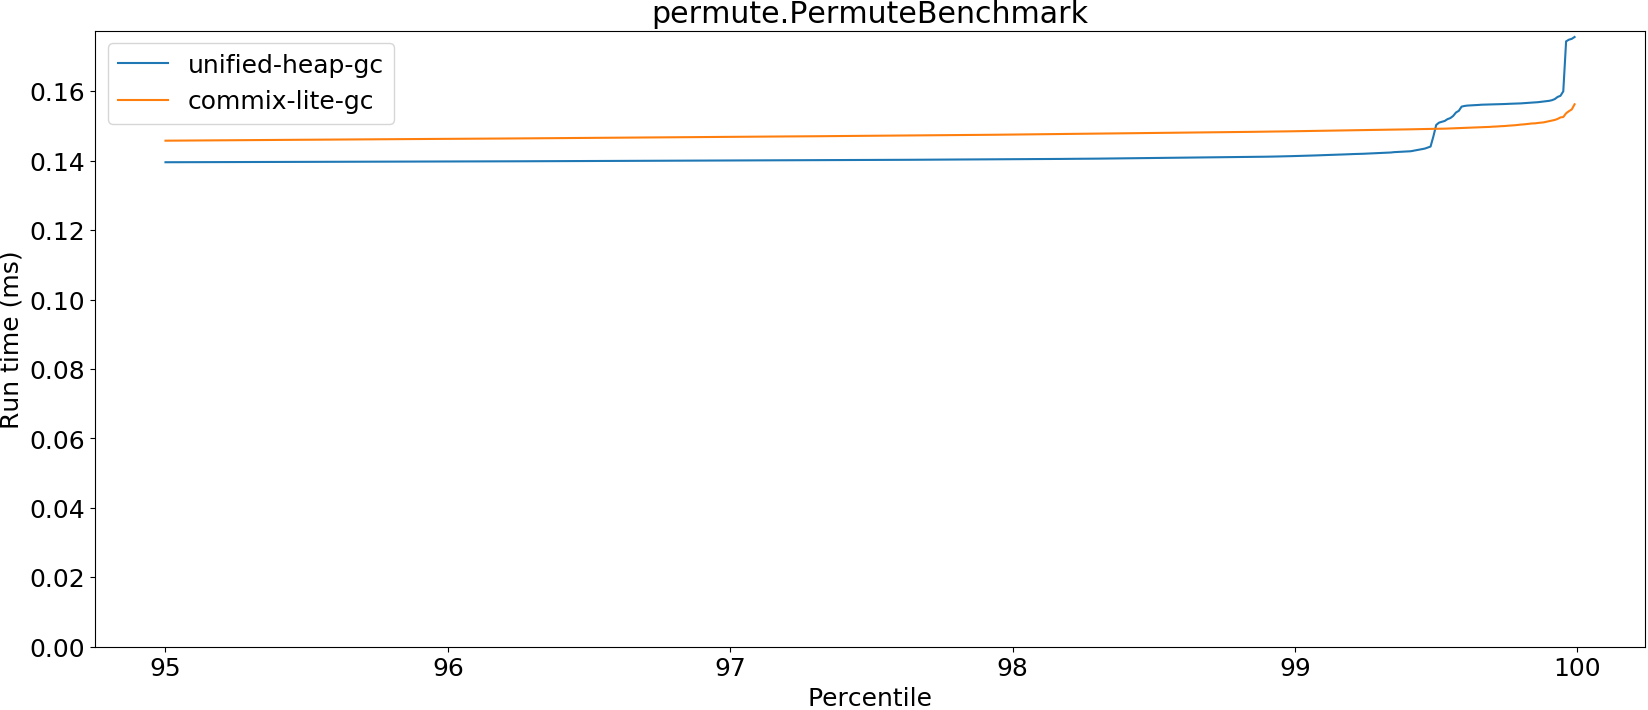 permute.PermuteBenchmark
unified-heap-gc
commix-lite-gc
0.16
0.14
0.12
0.10
0.08
0.06
0.04
0.02
0.00
Run time (ms)
95 96 97 98 99 100
Percentile